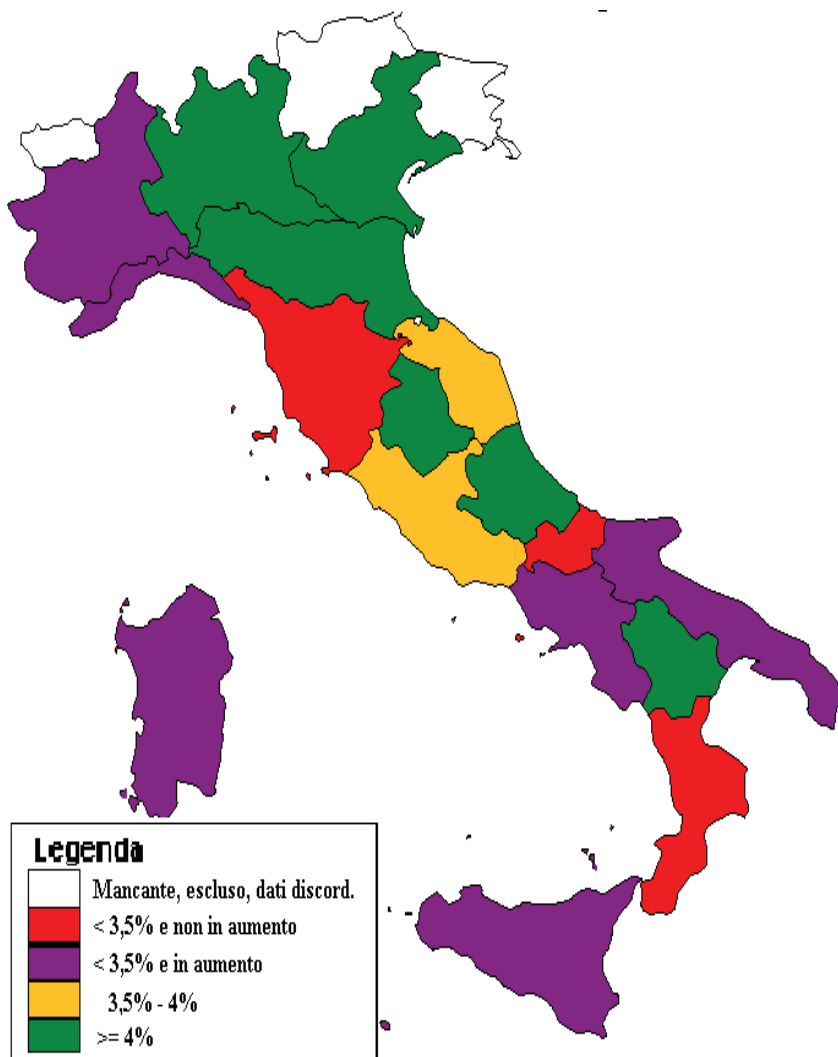 Legenda
Mancante, escluso, dati discord.
< 3,5% e non in aumento
< 3,5% e in aumento
3,5% - 4%
>= 4%